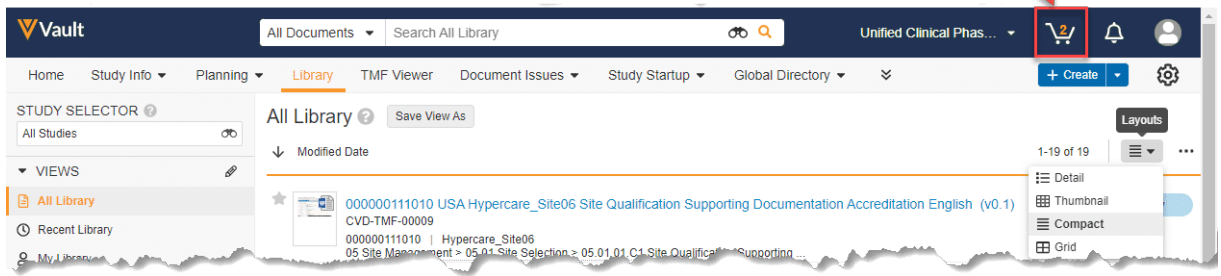 Vault All Documents Search All Library Unified Clinical Phas... 2
Home Study Info Planning Library TMF Viewer Document Issues Study Startup Global Directory + Create
STUDY SELECTOR
All Library Save View As
All Studies
Layouts
Modified Date 1-19 of 19
VIEWS
Detail
All Library
000000111010 USA Hypercare_Site06 Site Qualification Supporting Documentation Accreditation English (v0.1)
Thumbnail
CVD-TMF-00009
Compact
Recent Library
000000111010 | Hypercare_Site06
Grid
My Library
05 Site Management > 05.01 Site Selection > 05.01.01.C1 Site Qualification Supporting ...